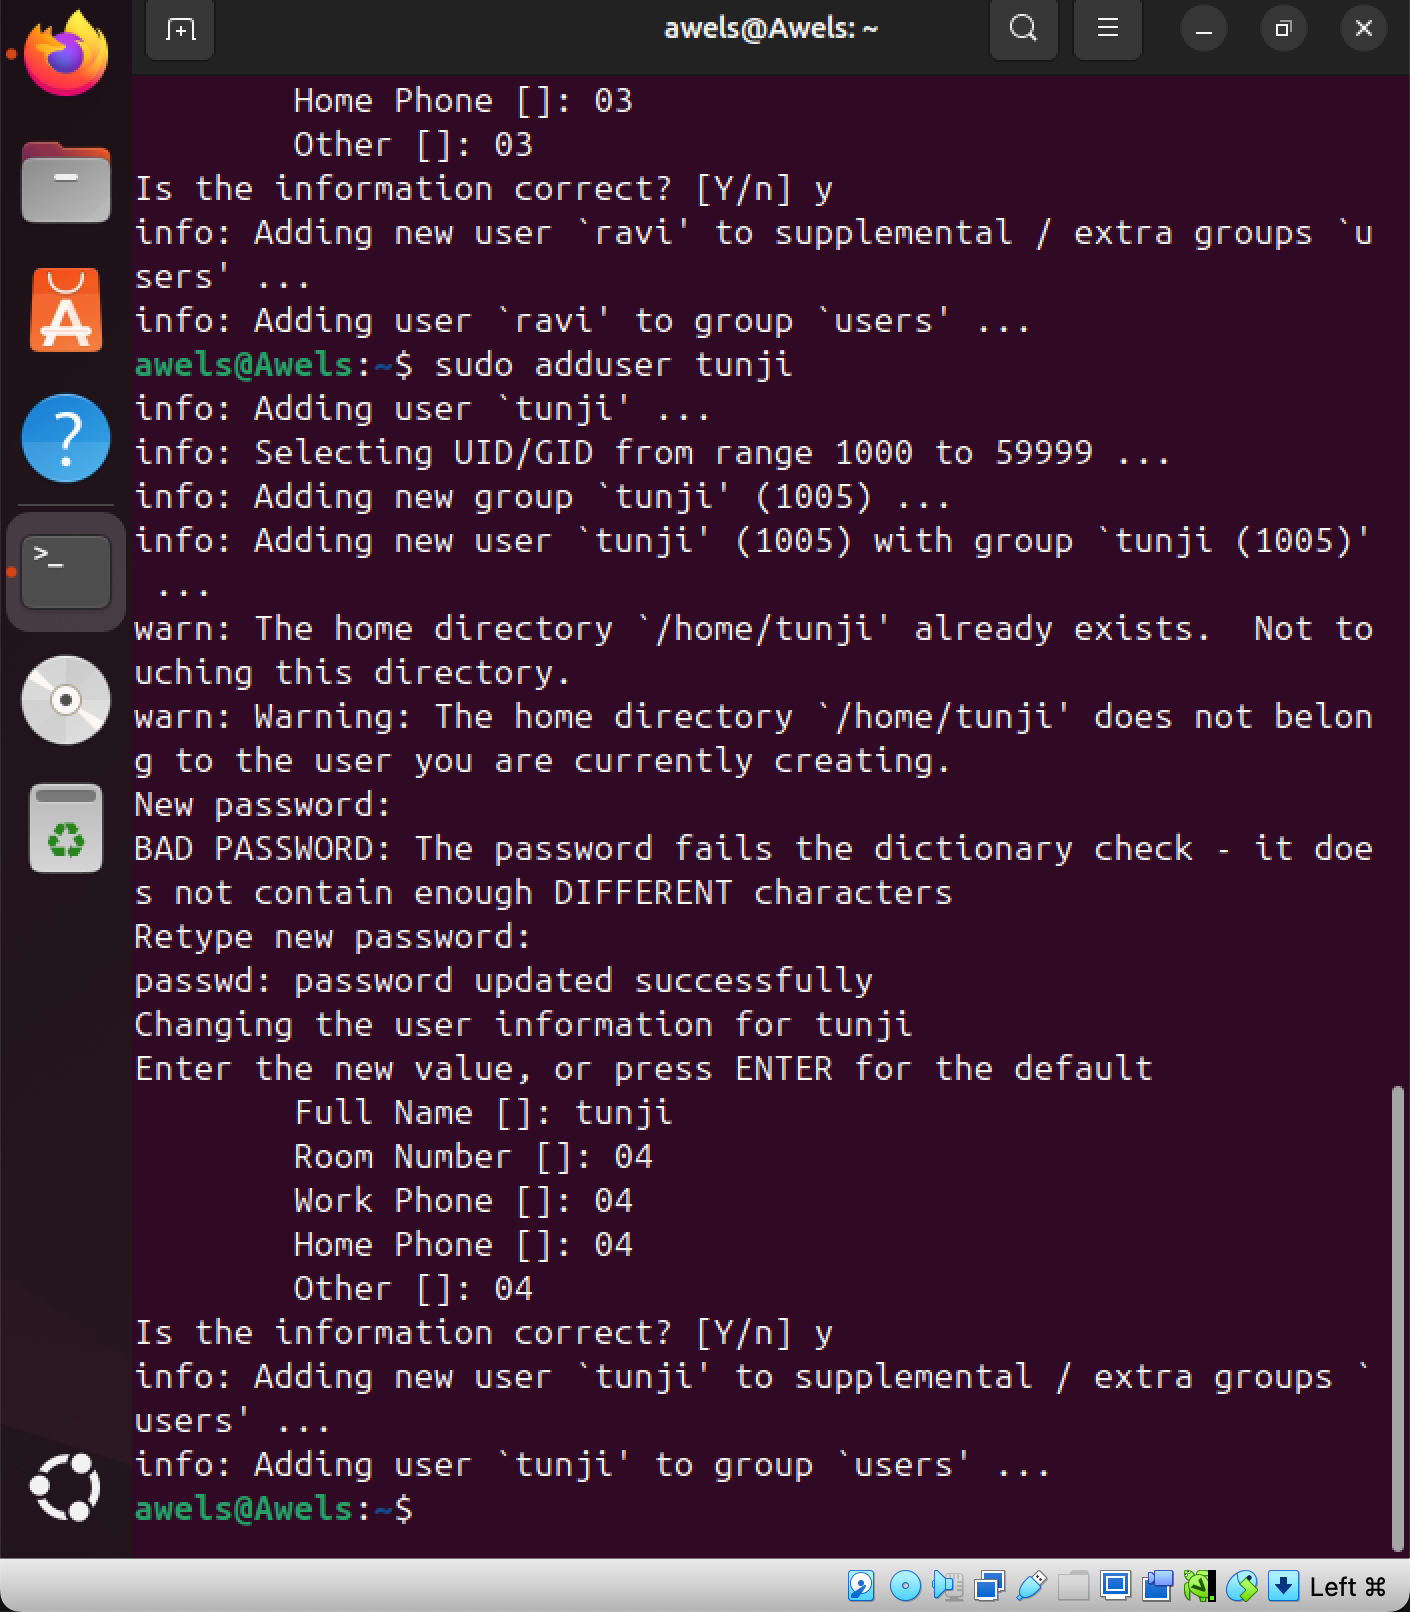 awels@Awels: ~
Home Phone []: 03
Other []: 03
Is the information correct? [Y/n] y
info: Adding new user `ravi' to supplemental / extra groups `u
sers' ...
info: Adding user `ravi' to group `users' ...
awels@Awels:~$ sudo adduser tunji
info: Adding user `tunji' ...
info: Selecting UID/GID from range 1000 to 59999 ...
info: Adding new group `tunji' (1005) ...
info: Adding new user `tunji' (1005) with group `tunji (1005)'
 ...
warn: The home directory `/home/tunji' already exists.  Not to
uching this directory.
warn: Warning: The home directory `/home/tunji' does not belon
g to the user you are currently creating.
New password:
BAD PASSWORD: The password fails the dictionary check - it doe
s not contain enough DIFFERENT characters
Retype new password:
passwd: password updated successfully
Changing the user information for tunji
Enter the new value, or press ENTER for the default
Full Name []: tunji
Room Number []: 04
Work Phone []: 04
Home Phone []: 04
Other []: 04
Is the information correct? [Y/n] y
info: Adding new user `tunji' to supplemental / extra groups `
users' ...
info: Adding user `tunji' to group `users' ...
awels@Awels:~$
Left ⌘